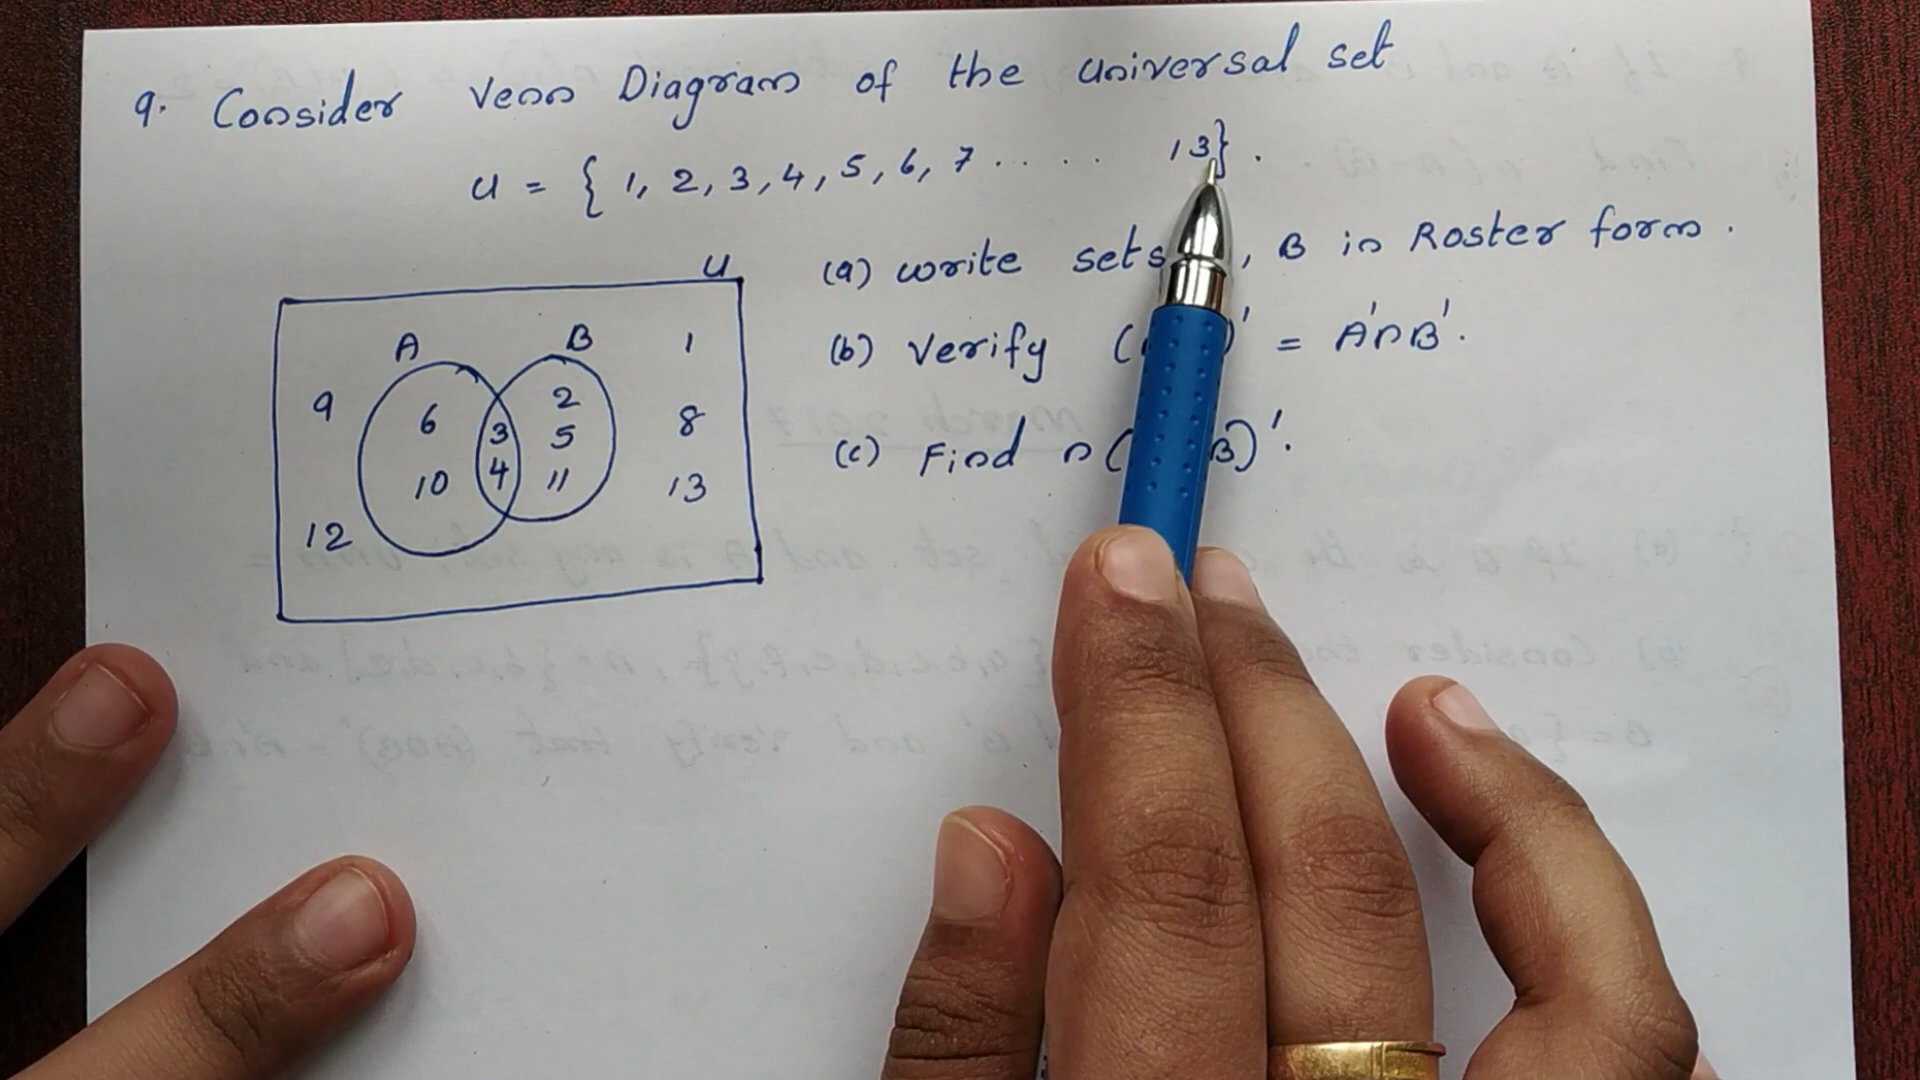 9. Consider Venn Diagram of the universal set
U = { 1, 2, 3, 4, 5, 6, 7 ..... 13} .
U
(a) write sets , B in Roster form .
(b) Verify ( )' = A'∩B'.
(c) Find n( B)'.
A B 1
9 6 3 2 8
10 4 5 13
11
12